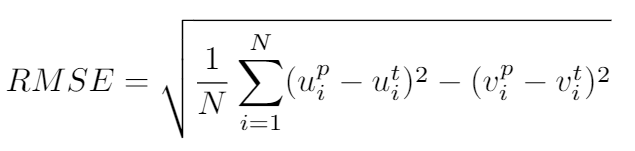 RMSE = \sqrt{\frac{1}{N} \sum_{i=1}^{N} (u_i^p - u_i^t)^2 - (v_i^p - v_i^t)^2}